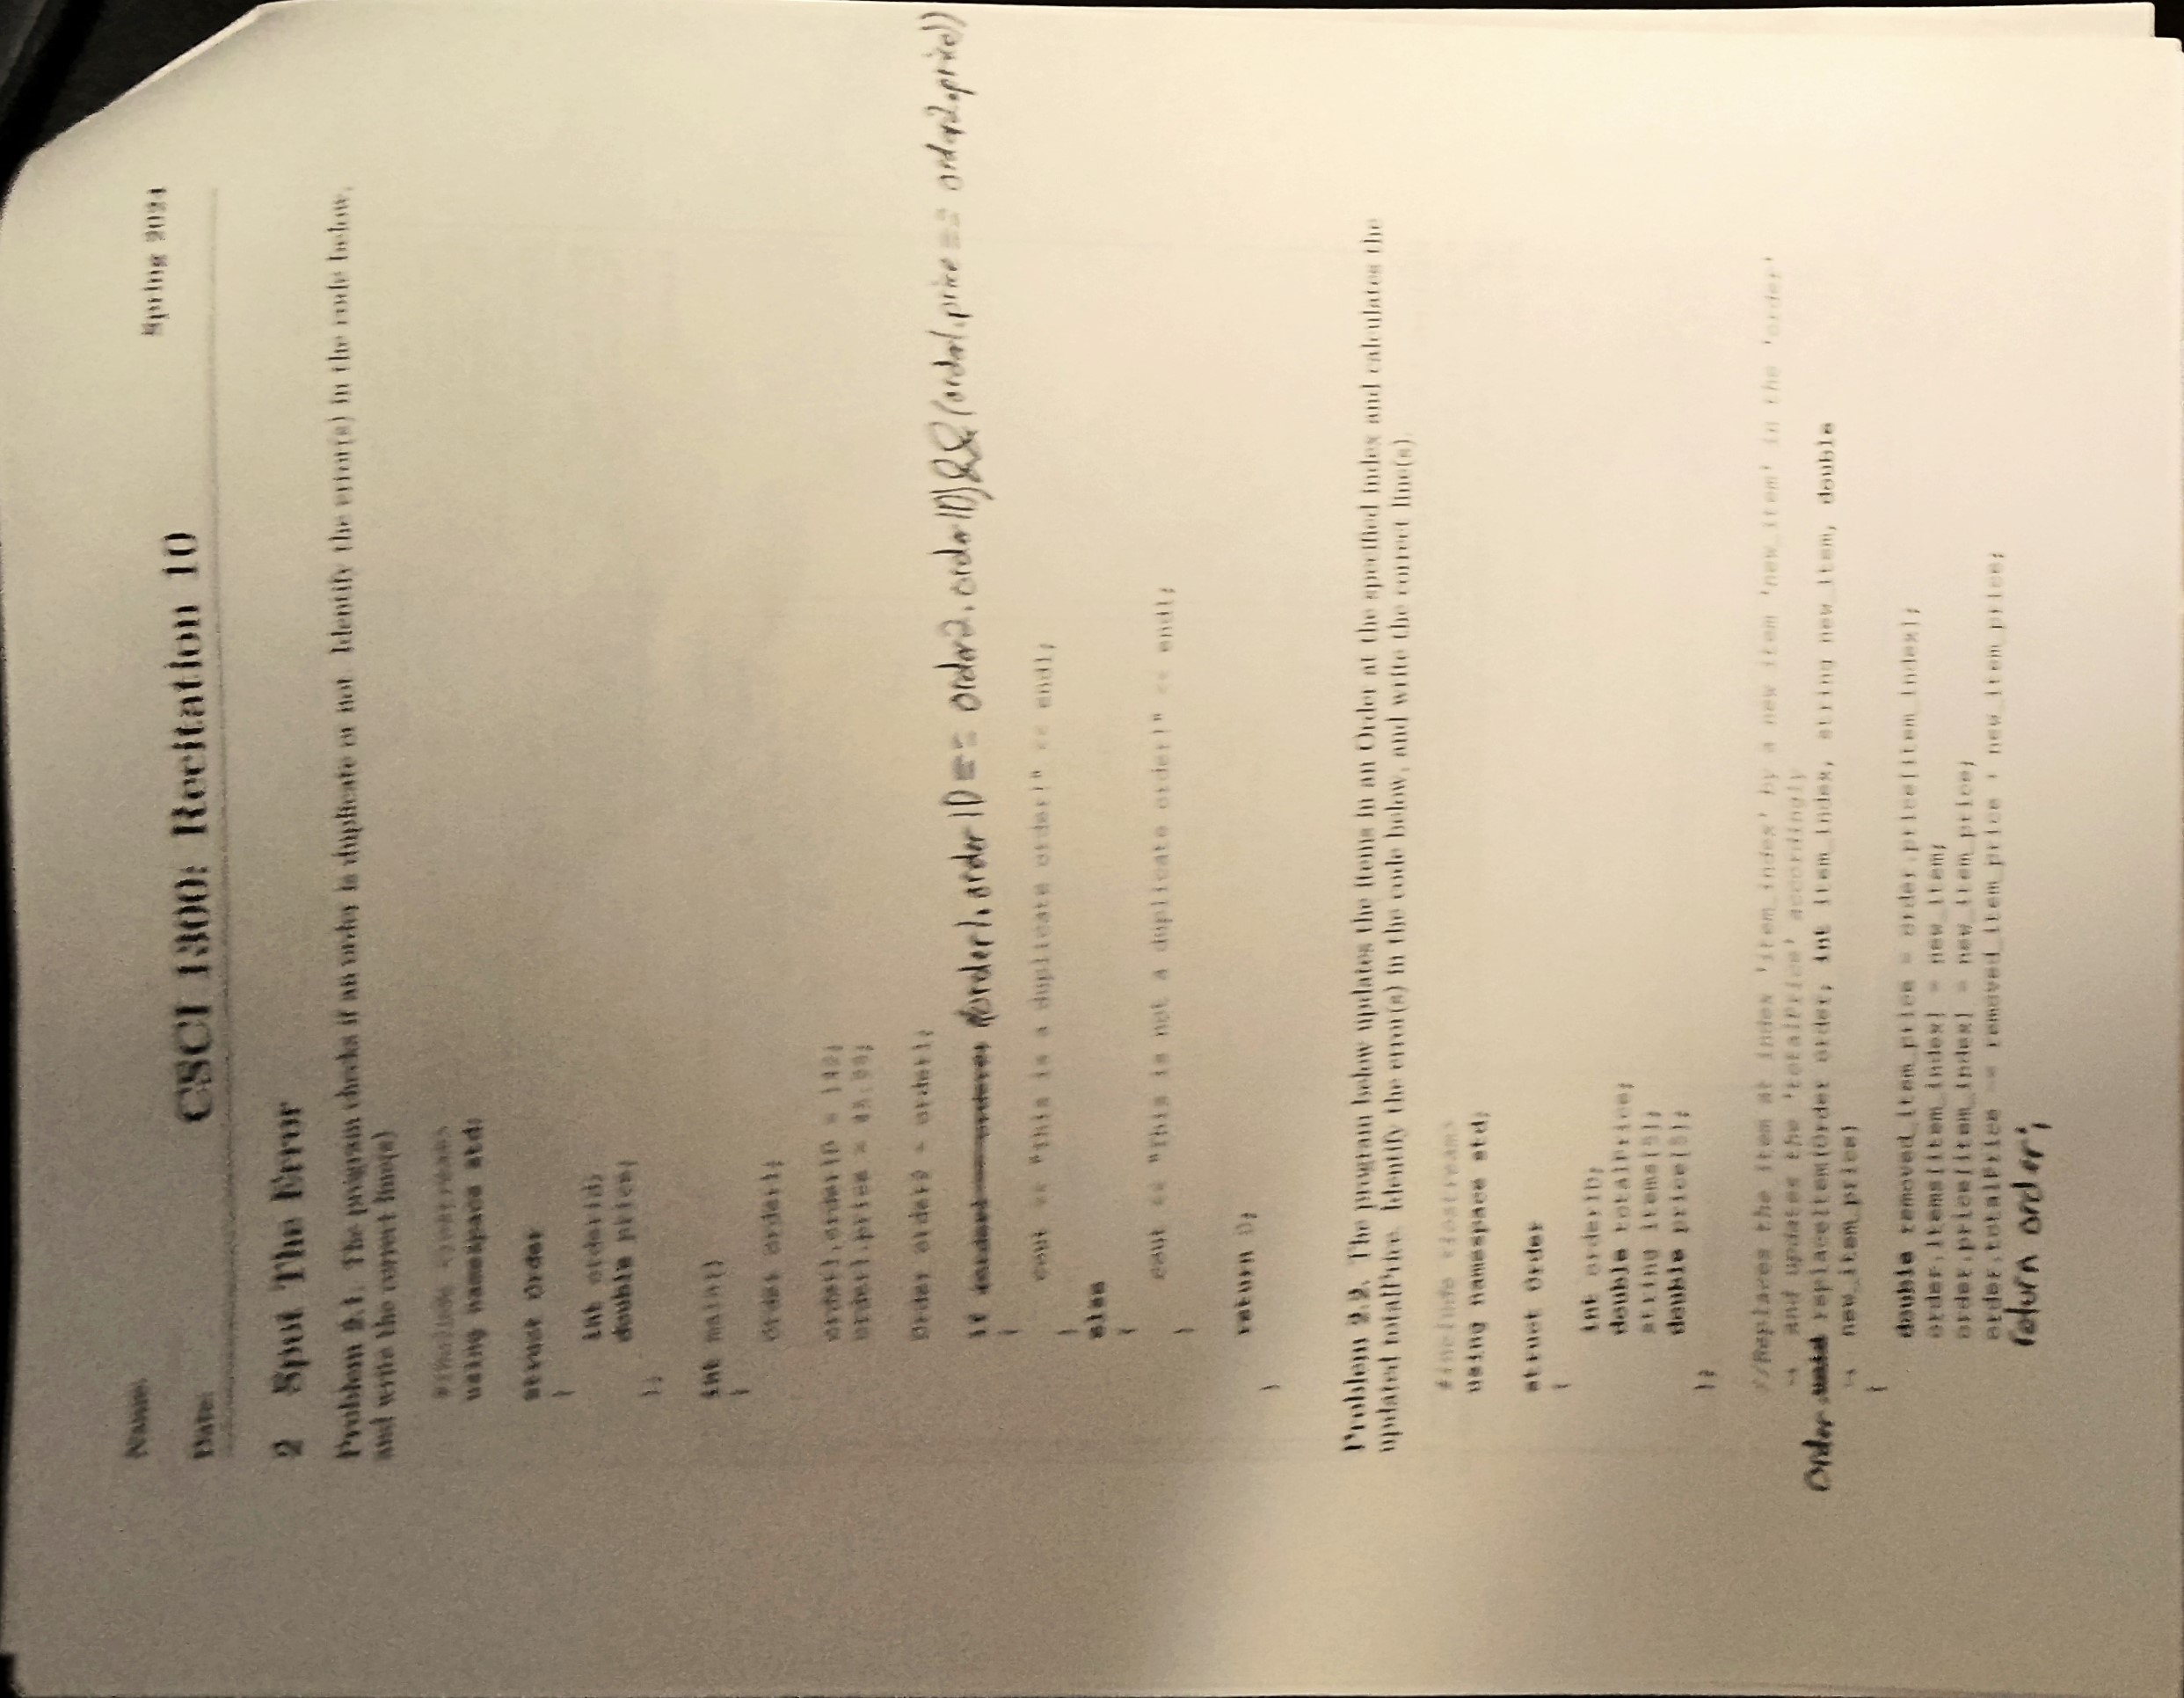 Name:
Date:
CSCI 1300: Recitation 10
Spring 2024
2 Spot The Error
Problem 2.1. The program checks if an order is duplicate or not. Identify the error(s) in the code below,
and write the correct line(s)
#include <iostream>
using namespace std;
struct Order
{
int orderID;
double price;
};
int main()
{
Order order1;
order1.orderID =
order1.price =
Order order2 = order1;
if (order1.orderID == order2.orderID) && (order1.price == order2.price))
{
cout << "This is a duplicate order!" << endl;
}
else
{
cout << "This is not a duplicate order!" << endl;
}
return 0;
}
Problem 2.2. The program below updates the items in an Order at the specified index and calculates the
updated totalPrice. Identify the error(s) in the code below, and write the correct line(s).
#include <iostream>
using namespace std;
struct Order
{
int orderID;
double totalPrice;
string items[5];
double price[5];
};
//Replaces the item at index 'item_index' by a new item 'new_item' in the 'order'
↪ and updates the 'totalPrice' accordingly
Order void replaceItem(Order order, int item_index, string new_item, double
↪ new_item_price)
{
double removed_item_price = order.price[item_index];
order.items[item_index] = new_item;
order.price[item_index] = new_item_price;
order.totalPrice removed_item_price + new_item_price;
return order;